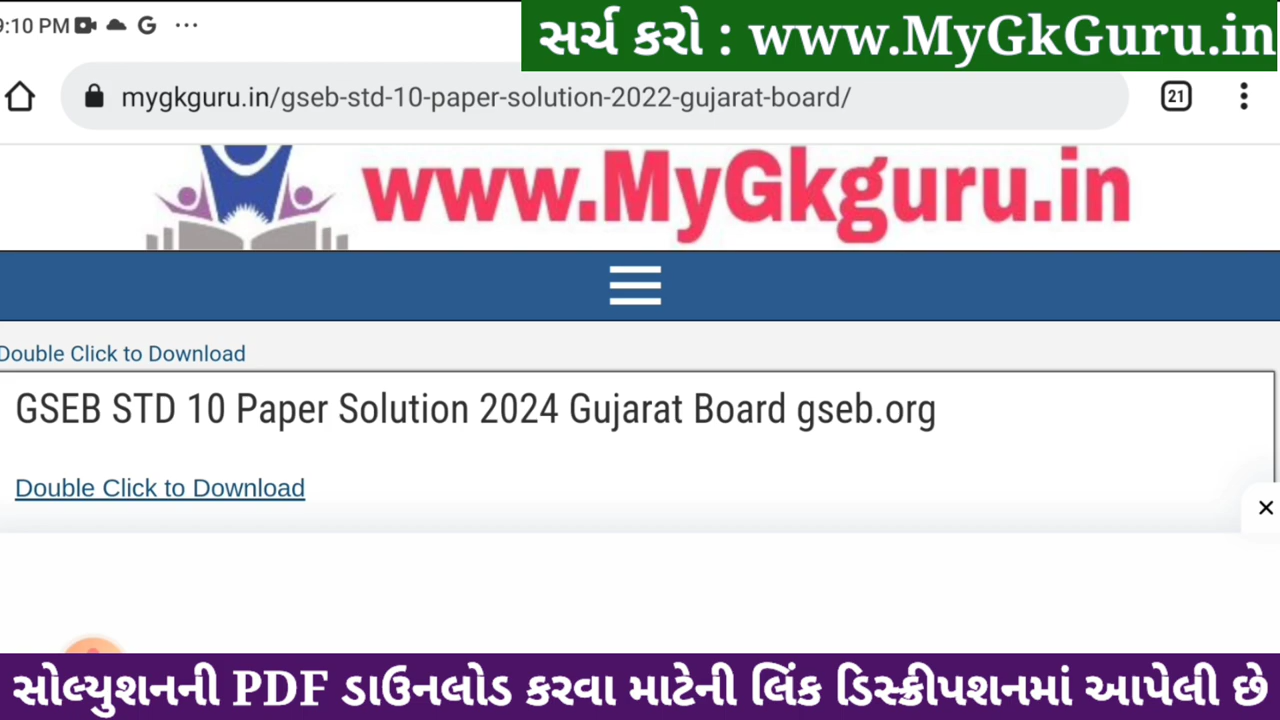 9:10 PM
સર્ચ કરો : www.MyGkGuru.in
mygkguru.in/gseb-std-10-paper-solution-2022-gujarat-board/
21
www.MyGkguru.in
Double Click to Download
GSEB STD 10 Paper Solution 2024 Gujarat Board gseb.org
Double Click to Download
સોલ્યુશનની PDF ડાઉનલોડ કરવા માટેની લિંક ડિસ્ક્રીપશનમાં આપેલી છે